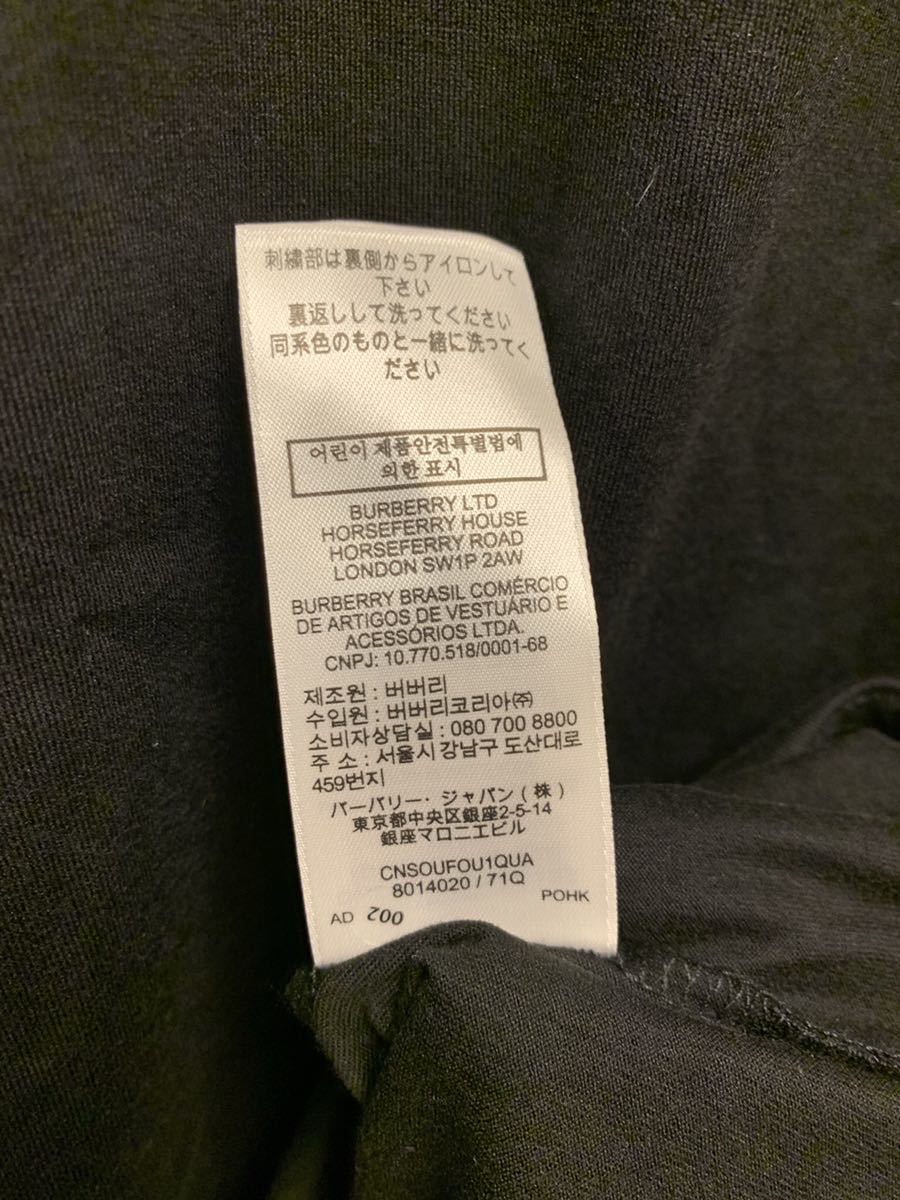 刺繍部は裏側からアイロンして
下さい
裏返しして洗ってください
同系色のものと一緒に洗ってく
ださい
어린이 제품안전특별법에
의한 표시
BURBERRY LTD
HORSEFERRY HOUSE
HORSEFERRY ROAD
LONDON SW1P 2AW
BURBERRY BRASIL COMÉRCIO
DE ARTIGOS DE VESTUÁRIO E
ACESSÓRIOS LTDA.
CNPJ: 10.770.518/0001-68
제조원 : 버버리
수입원 : 버버리코리아㈜
소비자상담실 : 080 700 8800
주 소 : 서울시 강남구 도산대로
459번지
バーバリー・ジャパン(株)
東京都中央区銀座2-5-14
銀座マロニエビル
CNSOUFOU1QUA
8014020 / 71Q
POHK
AD 002